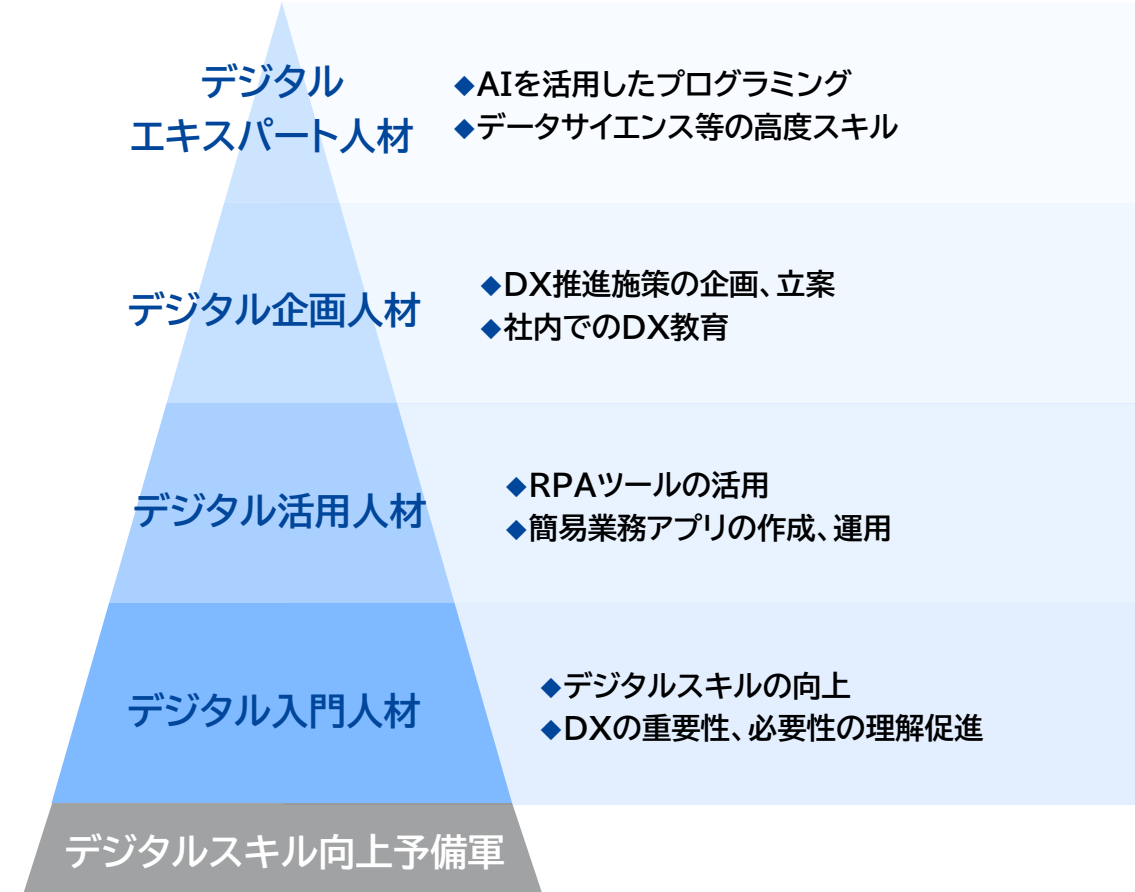 デジタル
エキスパート人材
◆AIを活用したプログラミング
◆データサイエンス等の高度スキル
デジタル企画人材
◆DX推進施策の企画、立案
◆社内でのDX教育
デジタル活用人材
◆RPAツールの活用
◆簡易業務アプリの作成、運用
デジタル入門人材
◆デジタルスキルの向上
◆DXの重要性、必要性の理解促進
デジタルスキル向上予備軍